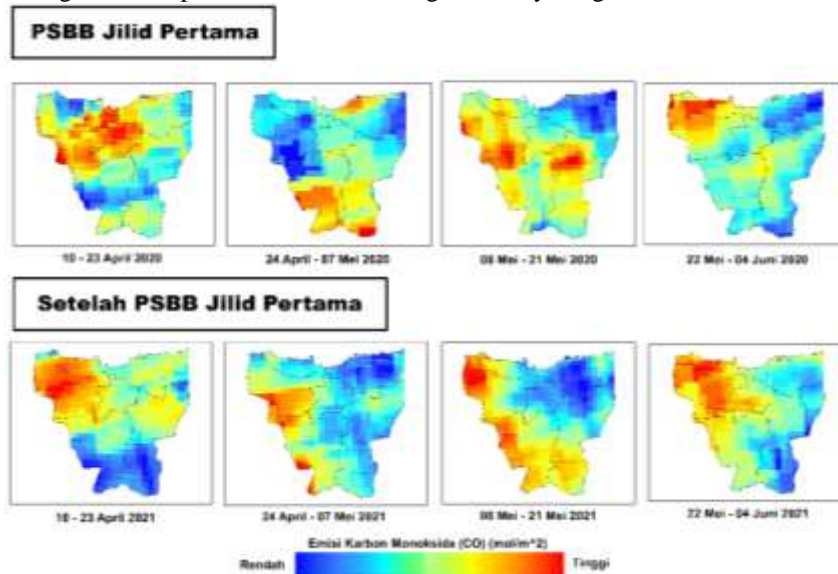 PSBB Jilid Pertama
10 - 23 April 2020
24 April - 07 Mei 2020
08 Mei - 21 Mei 2020
22 Mei - 04 Juni 2020
Setelah PSBB Jilid Pertama
10 - 23 April 2021
24 April - 07 Mei 2021
08 Mei - 21 Mei 2021
22 Mei - 04 Juni 2021
Emisi Karbon Monoksida (CO) (mol/m^2)
Rendah Tinggi